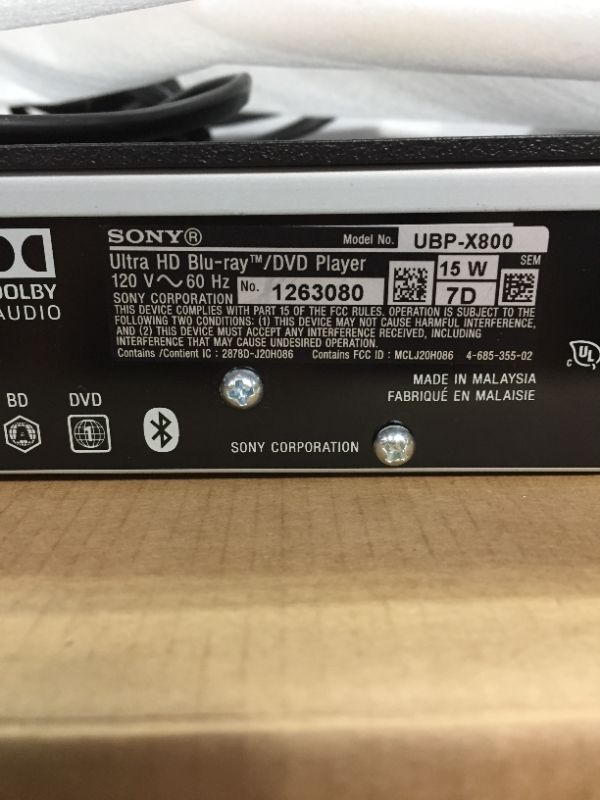 SONY® Model No. UBP-X800
Ultra HD Blu-ray™/DVD Player 15 W SEM
120 V~60 Hz No. 1263080 7D
SONY CORPORATION
THIS DEVICE COMPLIES WITH PART 15 OF THE FCC RULES. OPERATION IS SUBJECT TO THE
FOLLOWING TWO CONDITIONS: (1) THIS DEVICE MAY NOT CAUSE HARMFUL INTERFERENCE,
AND (2) THIS DEVICE MUST ACCEPT ANY INTERFERENCE RECEIVED, INCLUDING
INTERFERENCE THAT MAY CAUSE UNDESIRED OPERATION.
Contains /Contient IC : 2878D-J20H086 Contains FCC ID : MCLJ20H086 4-685-355-02
DOLBY
AUDIO
c UL
MADE IN MALAYSIA
FABRIQUÉ EN MALAISIE
BD DVD
1
SONY CORPORATION